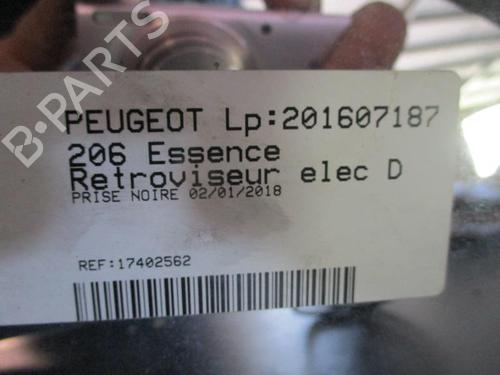 B-PARTS
PEUGEOT Lp:201607187
206 Essence
Retroviseur elec D
PRISE NOIRE 02/01/2018
REF:17402562